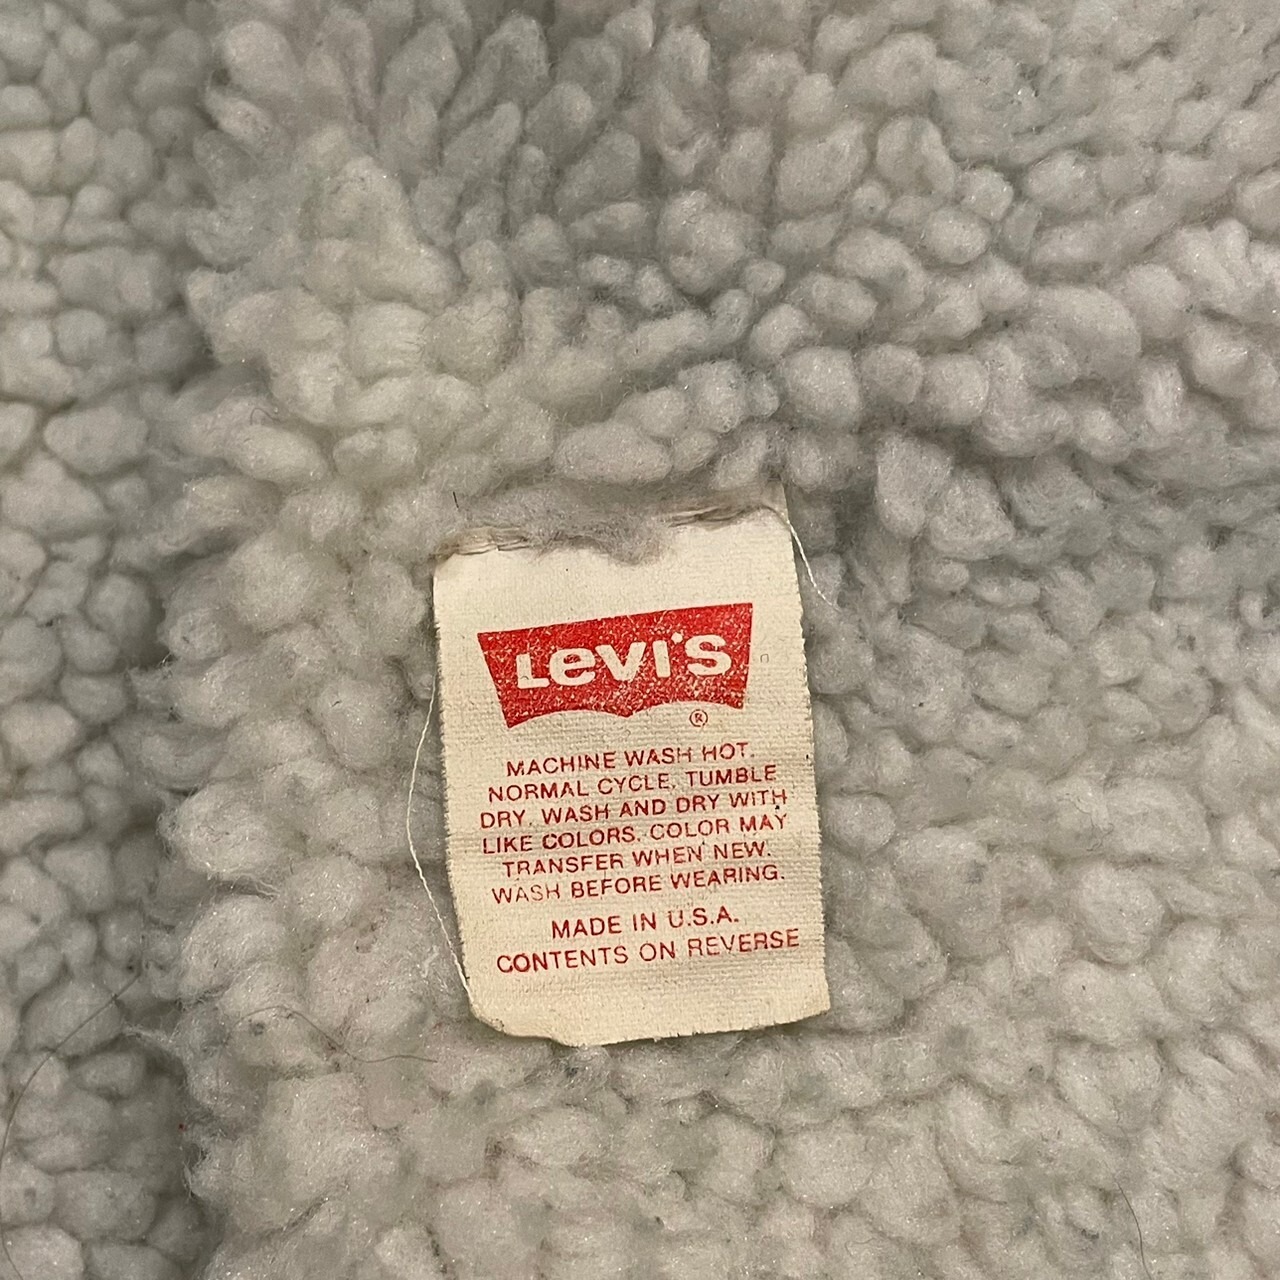 Levi's
®
MACHINE WASH HOT.
NORMAL CYCLE, TUMBLE
DRY. WASH AND DRY WITH
LIKE COLORS. COLOR MAY
TRANSFER WHEN NEW.
WASH BEFORE WEARING.
MADE IN U.S.A.
CONTENTS ON REVERSE